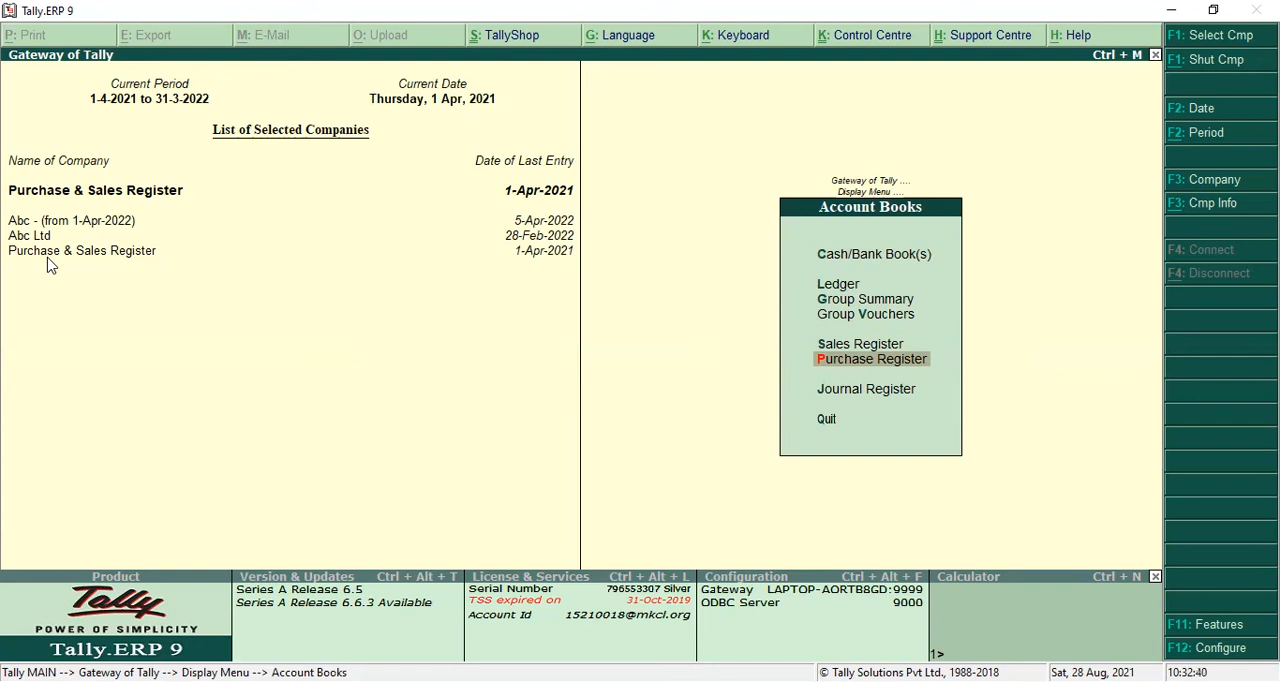 Tally.ERP 9
P: Print
E: Export
M: E-Mail
O: Upload
S: TallyShop
G: Language
K: Keyboard
K: Control Centre
H: Support Centre
H: Help
Gateway of Tally
Ctrl + M
Current Period
1-4-2021 to 31-3-2022
Current Date
Thursday, 1 Apr, 2021
List of Selected Companies
Name of Company
Date of Last Entry
Purchase & Sales Register
1-Apr-2021
Abc - (from 1-Apr-2022)
5-Apr-2022
Abc Ltd
28-Feb-2022
Purchase & Sales Register
1-Apr-2021
Gateway of Tally ....
Display Menu ....
Account Books
Cash/Bank Book(s)
Ledger
Group Summary
Group Vouchers
Sales Register
Purchase Register
Journal Register
Quit
F1: Select Cmp
F1: Shut Cmp
F2: Date
F2: Period
F3: Company
F3: Cmp Info
F4: Connect
F4: Disconnect
F11: Features
F12: Configure
Product
Tally
POWER OF SIMPLICITY
Tally.ERP 9
Version & Updates
Ctrl + Alt + T
Series A Release 6.5
Series A Release 6.6.3 Available
License & Services
Ctrl + Alt + L
Serial Number
796553307 Silver
TSS expired on
31-Oct-2019
Account Id
15210018@mkcl.org
Configuration
Ctrl + Alt + F
Gateway
LAPTOP-AORTB8GD:9999
ODBC Server
9000
Calculator
Ctrl + N
1>
Tally MAIN --> Gateway of Tally --> Display Menu --> Account Books
© Tally Solutions Pvt Ltd., 1988-2018
Sat, 28 Aug, 2021
10:32:40